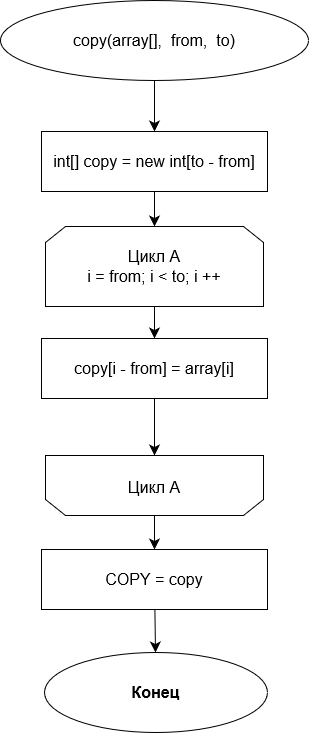 copy(array[], from, to)
int[] copy = new int[to - from]
Цикл А
i = from; i < to; i ++
copy[i - from] = array[i]
Цикл А
COPY = copy
Конец